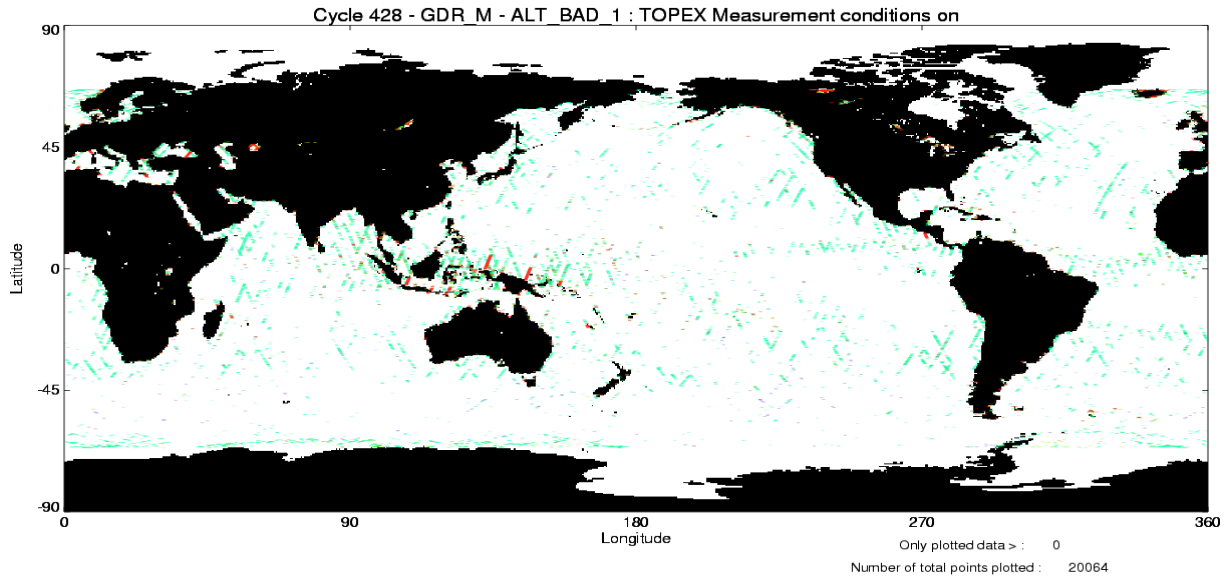 Cycle 428 - GDR_M - ALT_BAD_1 : TOPEX Measurement conditions on
90
45
0
-45
-90
Latitude
0 90 180 270 360
Longitude
Only plotted data > : 0
Number of total points plotted : 20064